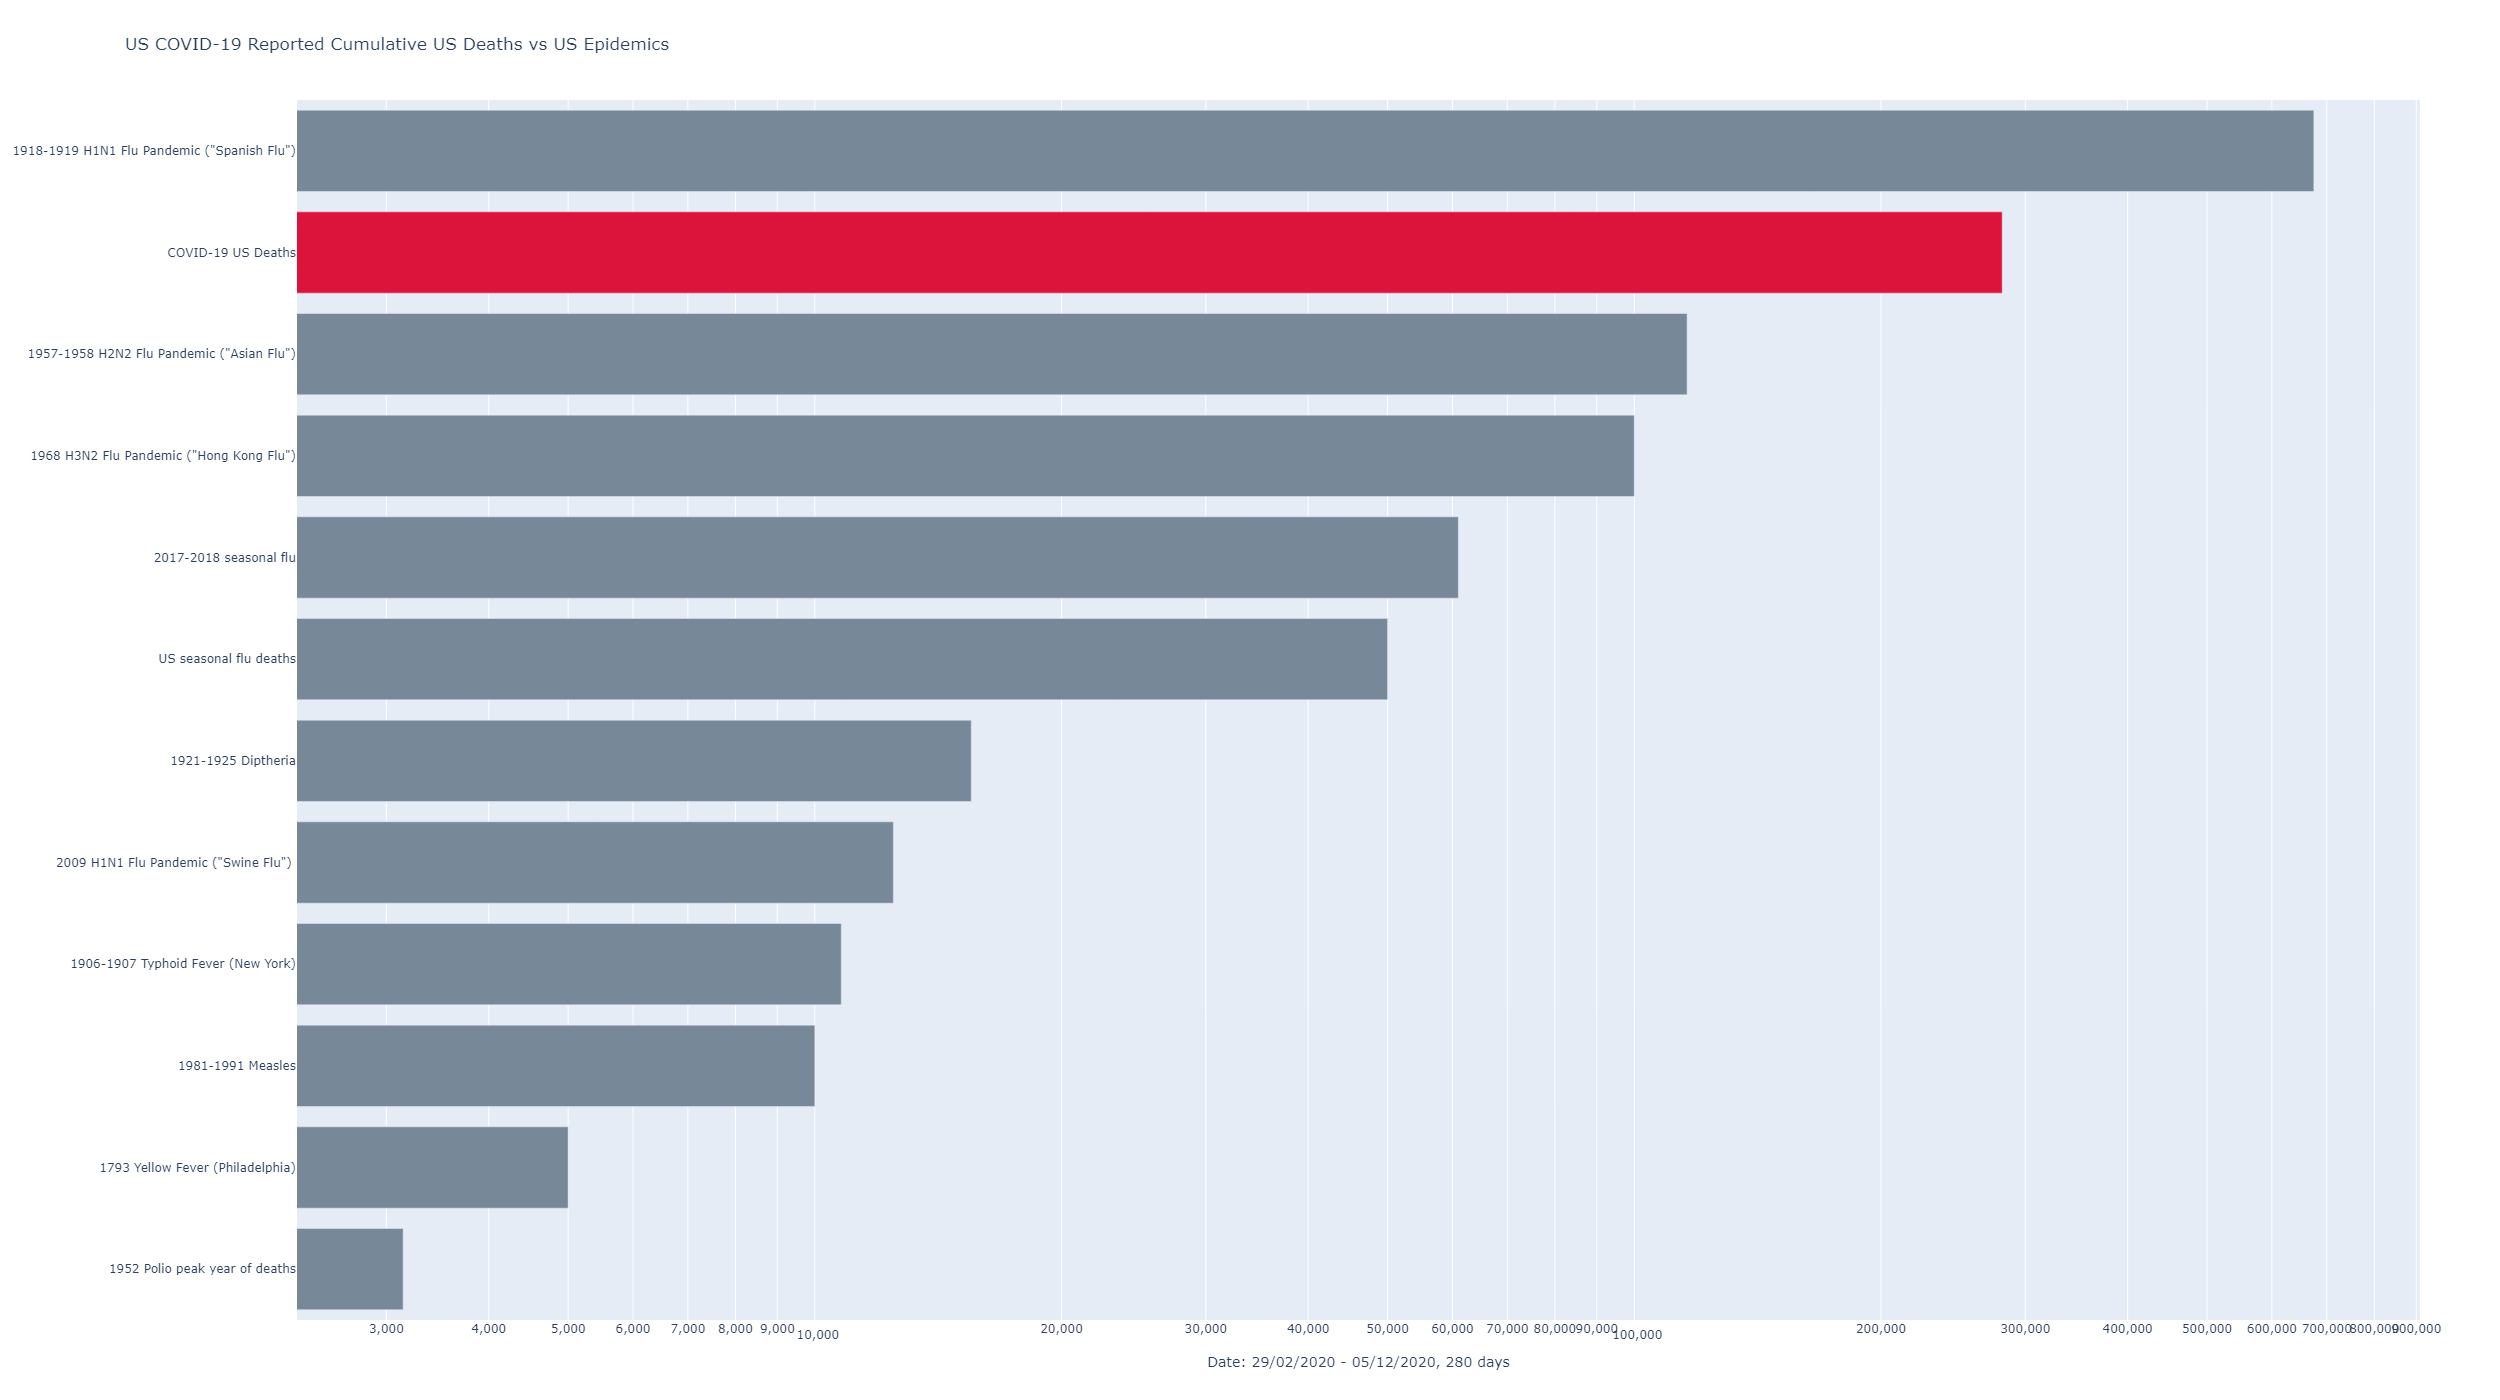 US COVID-19 Reported Cumulative US Deaths vs US Epidemics
1918-1919 H1N1 Flu Pandemic ("Spanish Flu")
COVID-19 US Deaths
1957-1958 H2N2 Flu Pandemic ("Asian Flu")
1968 H3N2 Flu Pandemic ("Hong Kong Flu")
2017-2018 seasonal flu
US seasonal flu deaths
1921-1925 Diptheria
2009 H1N1 Flu Pandemic ("Swine Flu")
1906-1907 Typhoid Fever (New York)
1981-1991 Measles
1793 Yellow Fever (Philadelphia)
1952 Polio peak year of deaths
3,000 4,000 5,000 6,000 7,000 8,000 9,000 10,000 20,000 30,000 40,000 50,000 60,000 70,000 80,000 90,000 100,000 200,000 300,000 400,000 500,000 600,000 700,000 800,000 900,000
Date: 29/02/2020 - 05/12/2020, 280 days